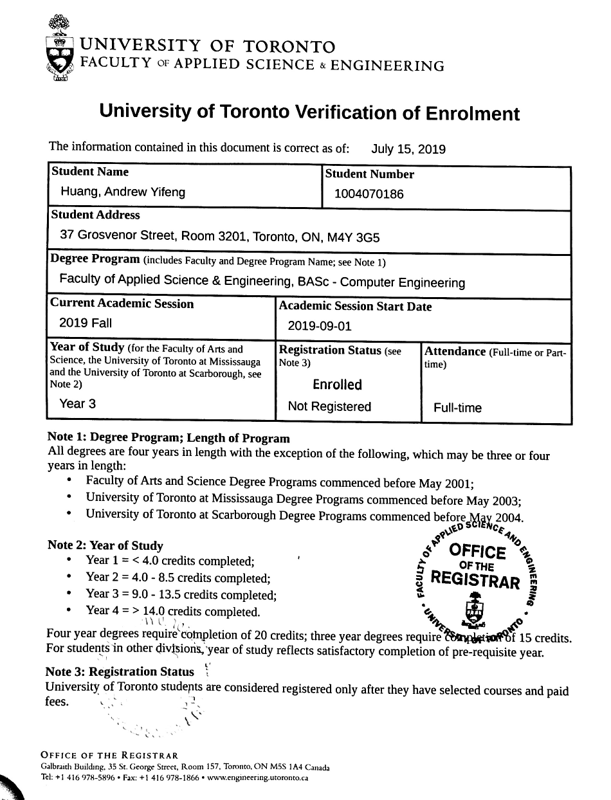 UNIVERSITY OF TORONTO
FACULTY OF APPLIED SCIENCE & ENGINEERING
University of Toronto Verification of Enrolment
The information contained in this document is correct as of: July 15, 2019
Student Name
Huang, Andrew Yifeng
Student Number
1004070186
Student Address
37 Grosvenor Street, Room 3201, Toronto, ON, M4Y 3G5
Degree Program (includes Faculty and Degree Program Name; see Note 1)
Faculty of Applied Science & Engineering, BASc - Computer Engineering
Current Academic Session
2019 Fall
Academic Session Start Date
2019-09-01
Year of Study (for the Faculty of Arts and
Science, the University of Toronto at Mississauga
and the University of Toronto at Scarborough, see
Note 2)
Year 3
Registration Status (see
Note 3)
Enrolled
Not Registered
Attendance (Full-time or Part-
time)
Full-time
Note 1: Degree Program; Length of Program
All degrees are four years in length with the exception of the following, which may be three or four
years in length:
• Faculty of Arts and Science Degree Programs commenced before May 2001;
• University of Toronto at Mississauga Degree Programs commenced before May 2003;
• University of Toronto at Scarborough Degree Programs commenced before May 2004.
Note 2: Year of Study
• Year 1 = < 4.0 credits completed;
• Year 2 = 4.0 - 8.5 credits completed;
• Year 3 = 9.0 - 13.5 credits completed;
• Year 4 = > 14.0 credits completed.
FACULTY OF APPLIED SCIENCE AND ENGINEERING
OFFICE
OF THE
REGISTRAR
• UNIVERSITY OF TORONTO •
Four year degrees require completion of 20 credits; three year degrees require completion of 15 credits.
For students in other divisions, year of study reflects satisfactory completion of pre-requisite year.
Note 3: Registration Status
University of Toronto students are considered registered only after they have selected courses and paid
fees.
OFFICE OF THE REGISTRAR
Galbraith Building, 35 St. George Street, Room 157, Toronto, ON M5S 1A4 Canada
Tel: +1 416 978-5896 • Fax: +1 416 978-1866 • www.engineering.utoronto.ca